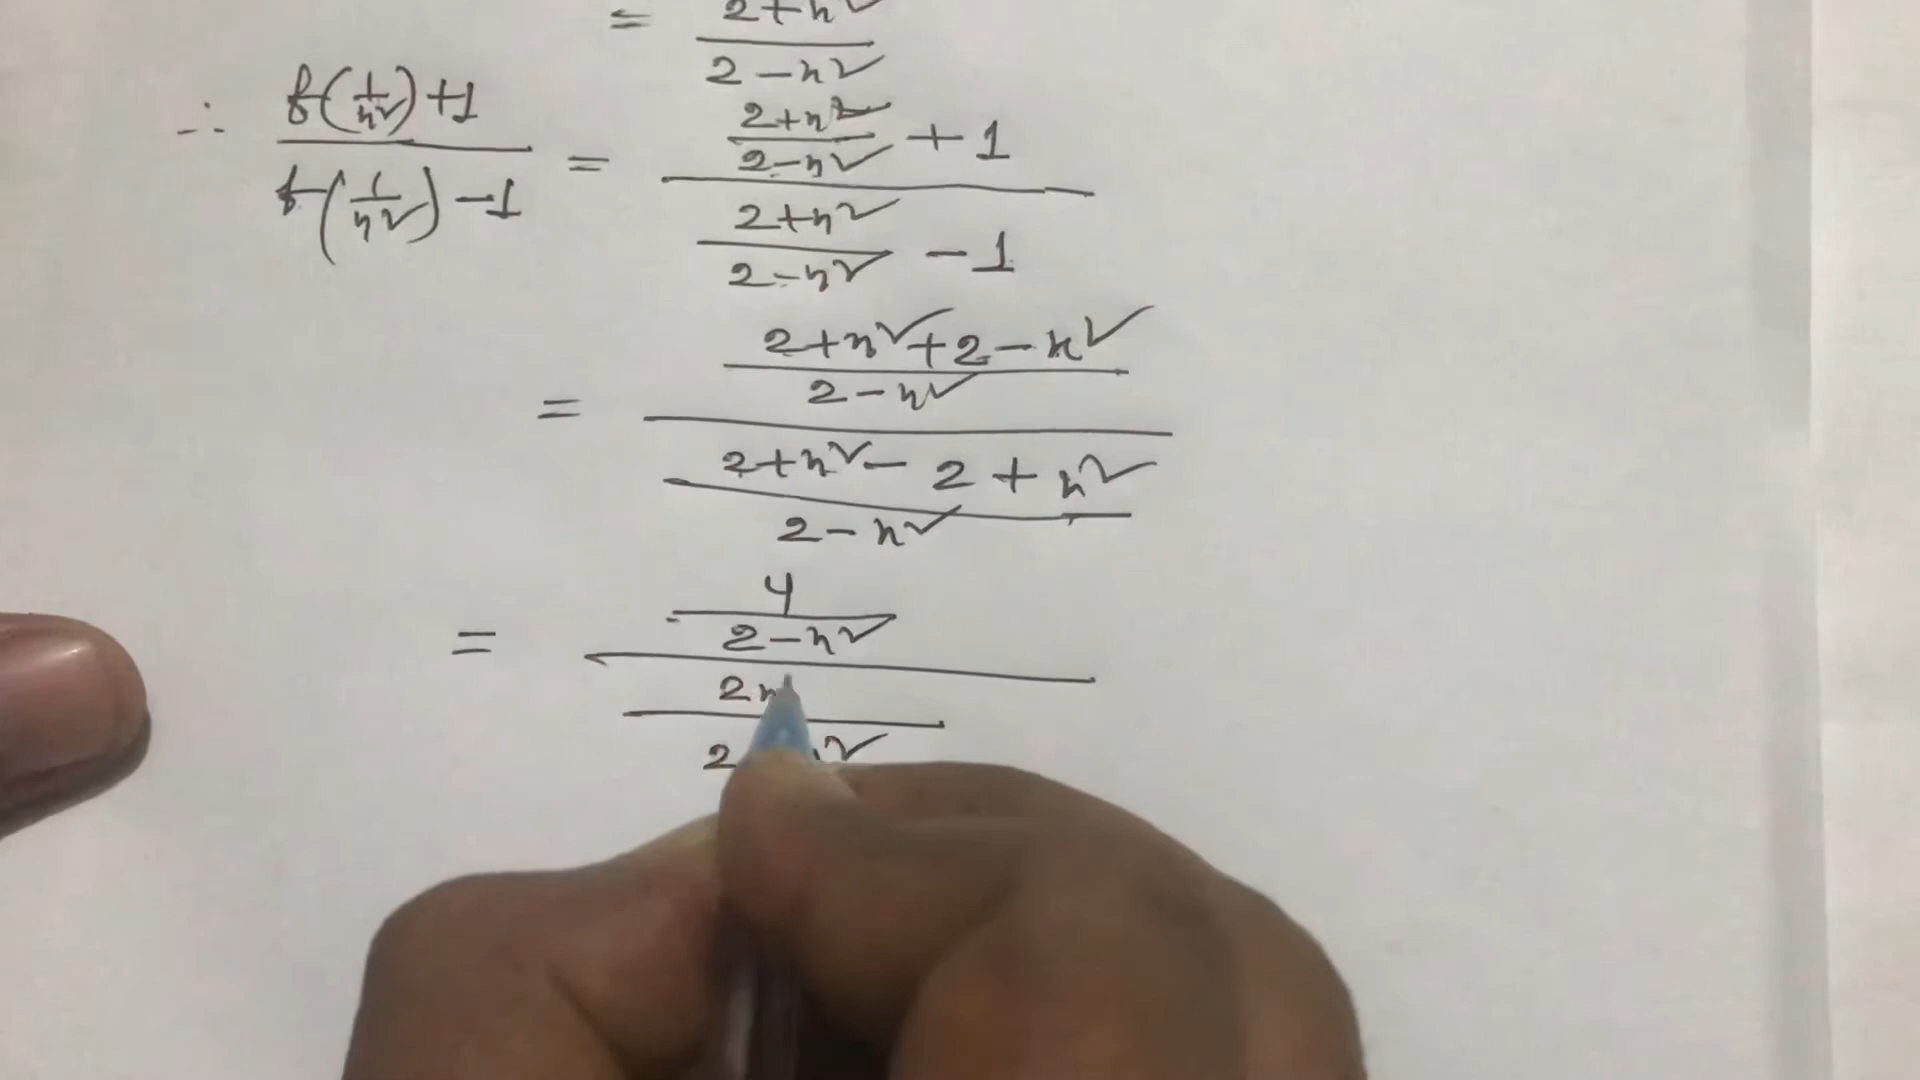 = (2+x²)/(2-x²)
∴ (f(1/x²)+1)/(f(1/x²)-1) = ((2+x²)/(2-x²) + 1)/((2+x²)/(2-x²) - 1)
= ((2+x²+2-x²)/(2-x²))/((2+x²-2+x²)/(2-x²))
= (4/(2-x²))/(2x